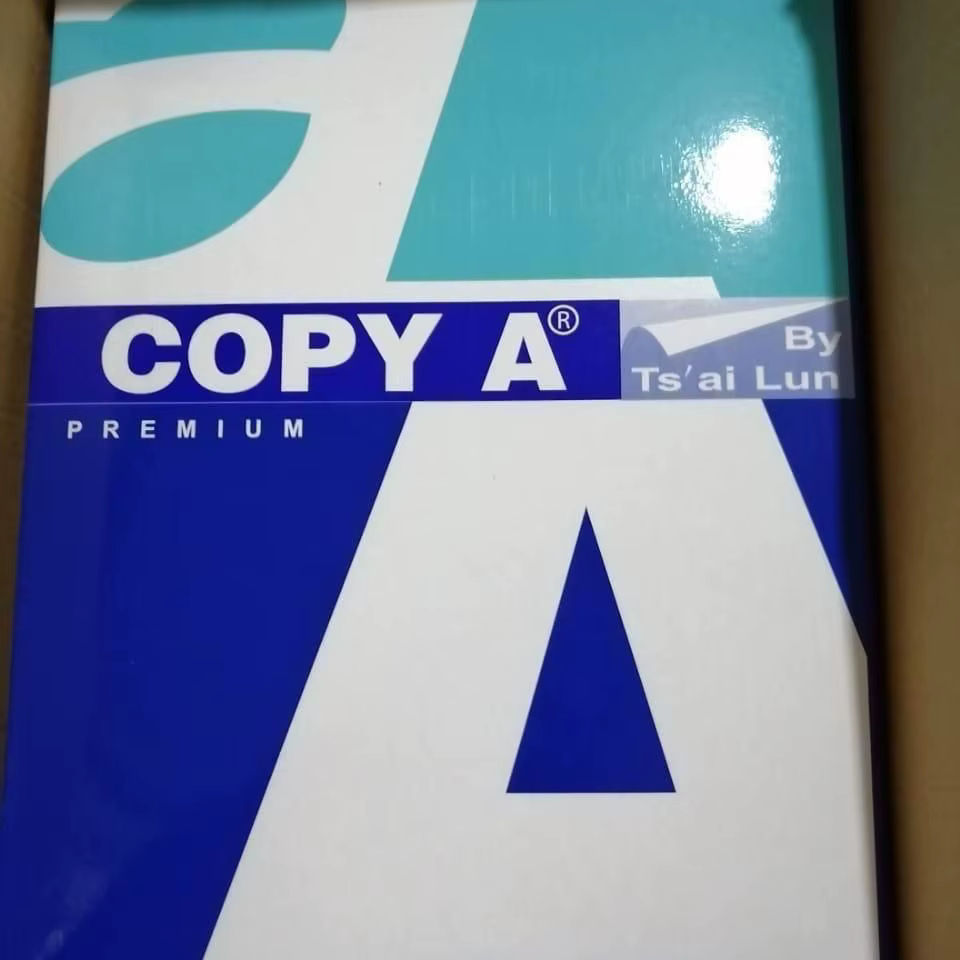 a
COPY A®
By
Ts'ai Lun
PREMIUM
A